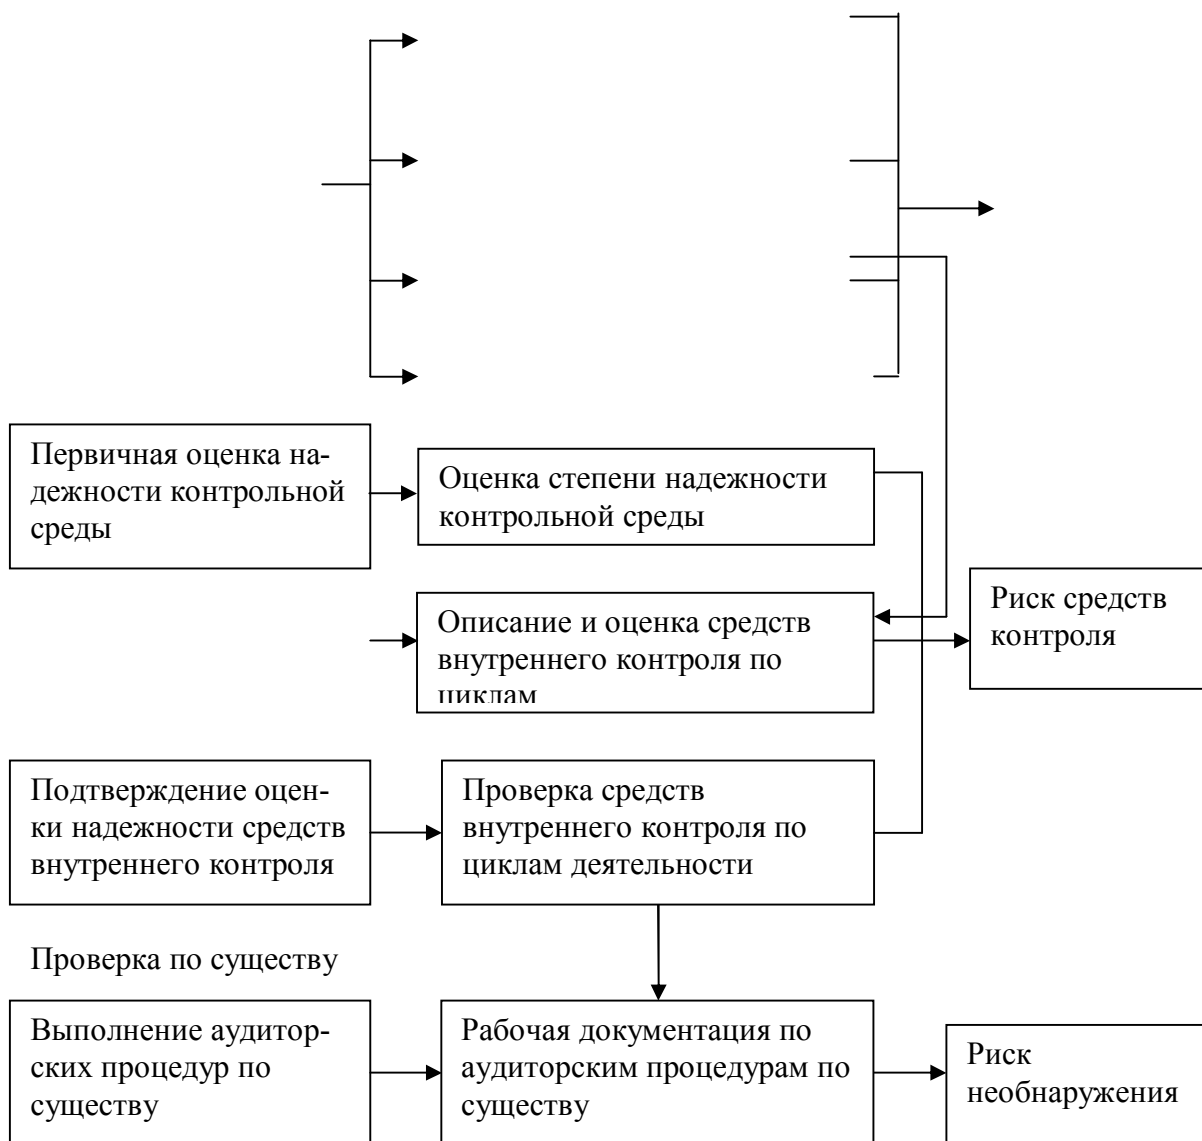 Первичная оценка на-
дежности контрольной
среды
Оценка степени надежности
контрольной среды
Описание и оценка средств
внутреннего контроля по
циклам
Риск средств
контроля
Подтверждение оцен-
ки надежности средств
внутреннего контроля
Проверка средств
внутреннего контроля по
циклам деятельности
Проверка по существу
Выполнение аудитор-
ских процедур по
существу
Рабочая документация по
аудиторским процедурам по
существу
Риск
необнаружения